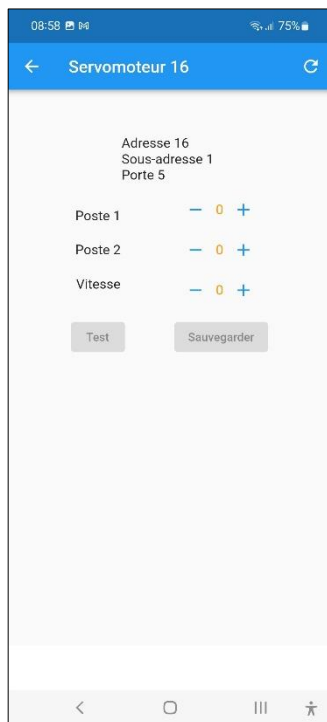 08:58 75%
Servomoteur 16
Adresse 16
Sous-adresse 1
Porte 5
Poste 1 − 0 +
Poste 2 − 0 +
Vitesse − 0 +
Test Sauvegarder